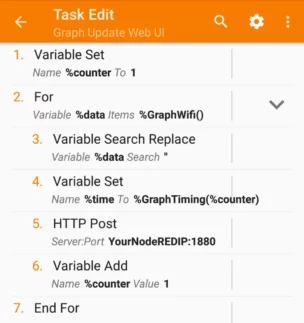 Task Edit
Graph Update Web UI
1. Variable Set
Name %counter To 1
2. For
Variable %data Items %GraphWifi()
3. Variable Search Replace
Variable %data Search "
4. Variable Set
Name %time To %GraphTiming(%counter)
5. HTTP Post
Server:Port YourNodeREDIP:1880
6. Variable Add
Name %counter Value 1
7. End For